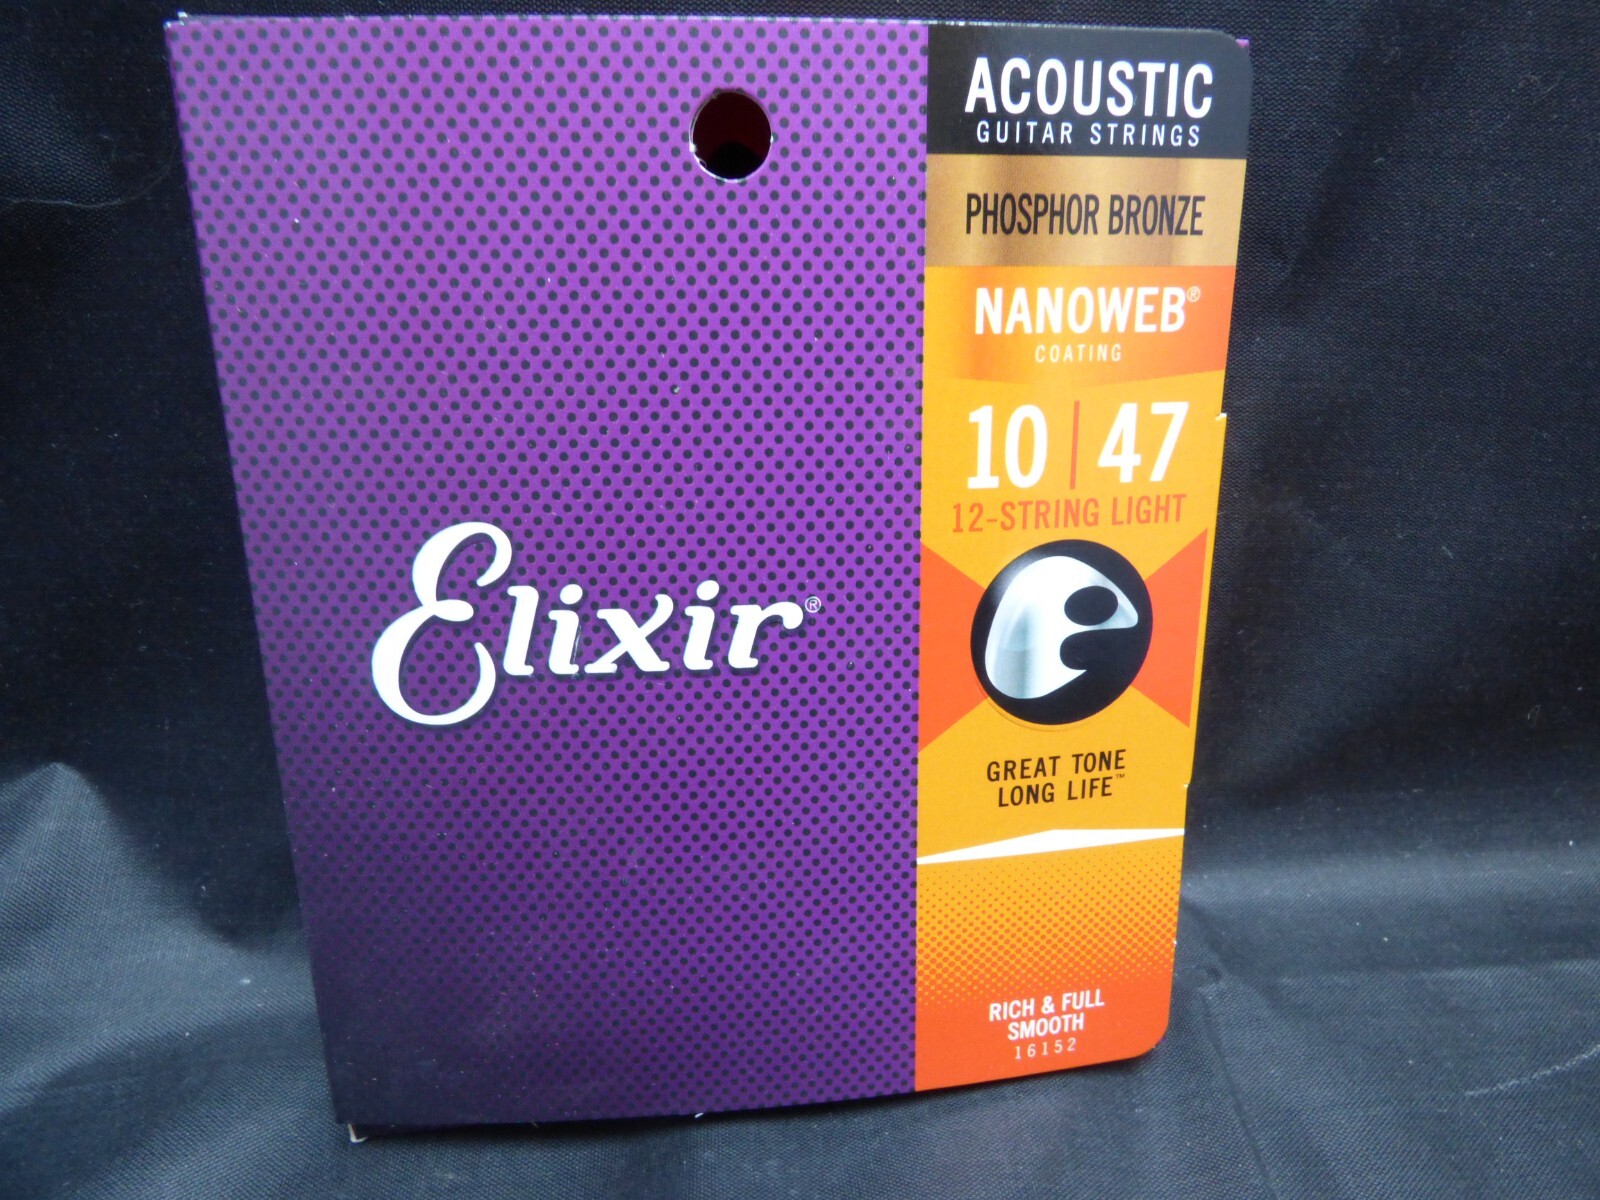 ACOUSTIC
GUITAR STRINGS
PHOSPHOR BRONZE
NANOWEB®
COATING
10 | 47
12-STRING LIGHT
Elixir®
GREAT TONE
LONG LIFE™
RICH & FULL
SMOOTH
16152